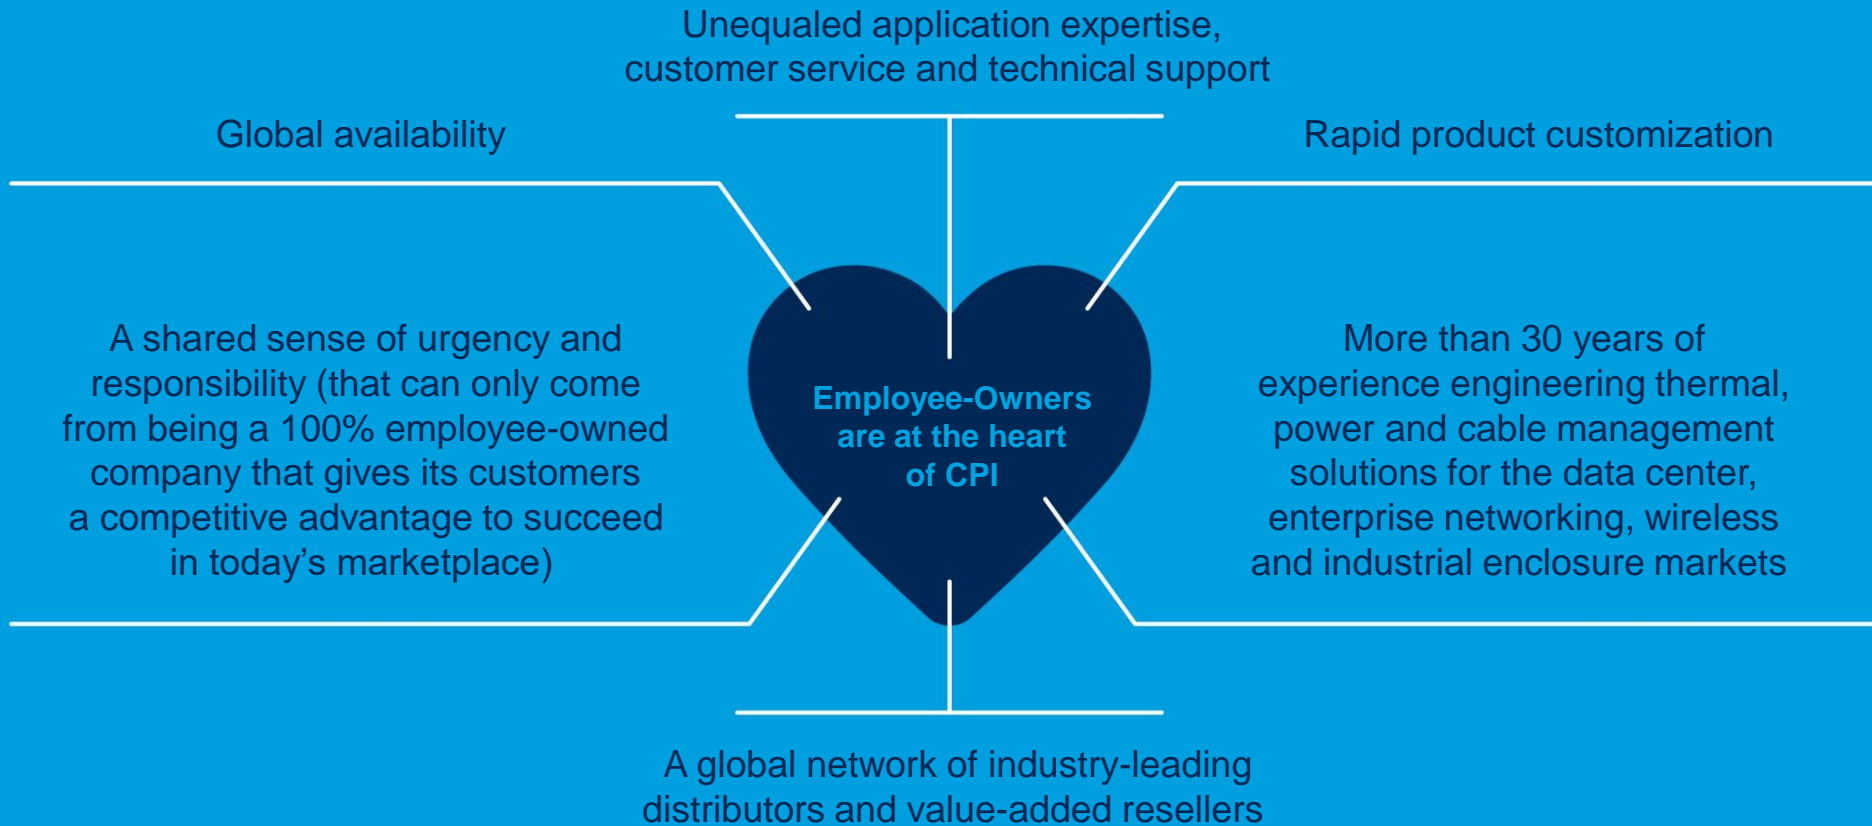 Unequaled application expertise,
customer service and technical support
Global availability
Rapid product customization
A shared sense of urgency and
responsibility (that can only come
from being a 100% employee-owned
company that gives its customers
a competitive advantage to succeed
in today’s marketplace)
Employee-Owners
are at the heart
of CPI
More than 30 years of
experience engineering thermal,
power and cable management
solutions for the data center,
enterprise networking, wireless
and industrial enclosure markets
A global network of industry-leading
distributors and value-added resellers